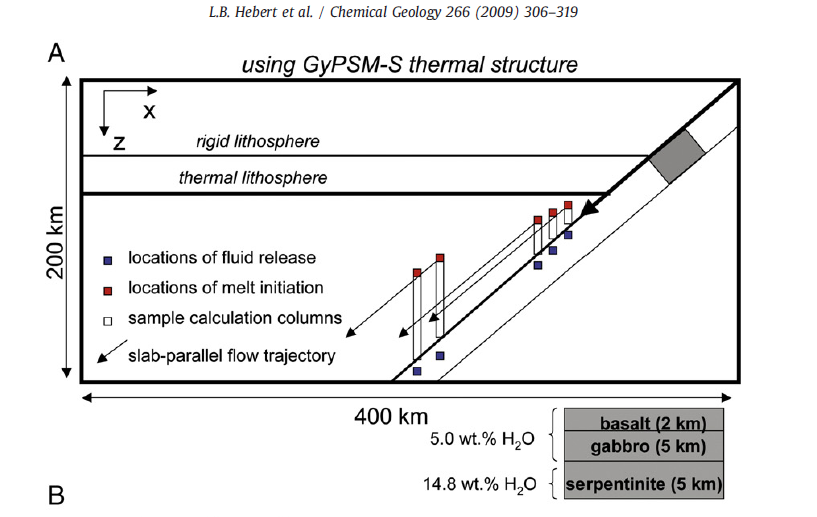 L.B. Hebert et al. / Chemical Geology 266 (2009) 306–319
A
using GyPSM-S thermal structure
X
Z
rigid lithosphere
thermal lithosphere
200 km
locations of fluid release
locations of melt initiation
sample calculation columns
slab-parallel flow trajectory
400 km
basalt (2 km)
5.0 wt.% H₂O
gabbro (5 km)
14.8 wt.% H₂O
serpentinite (5 km)
B